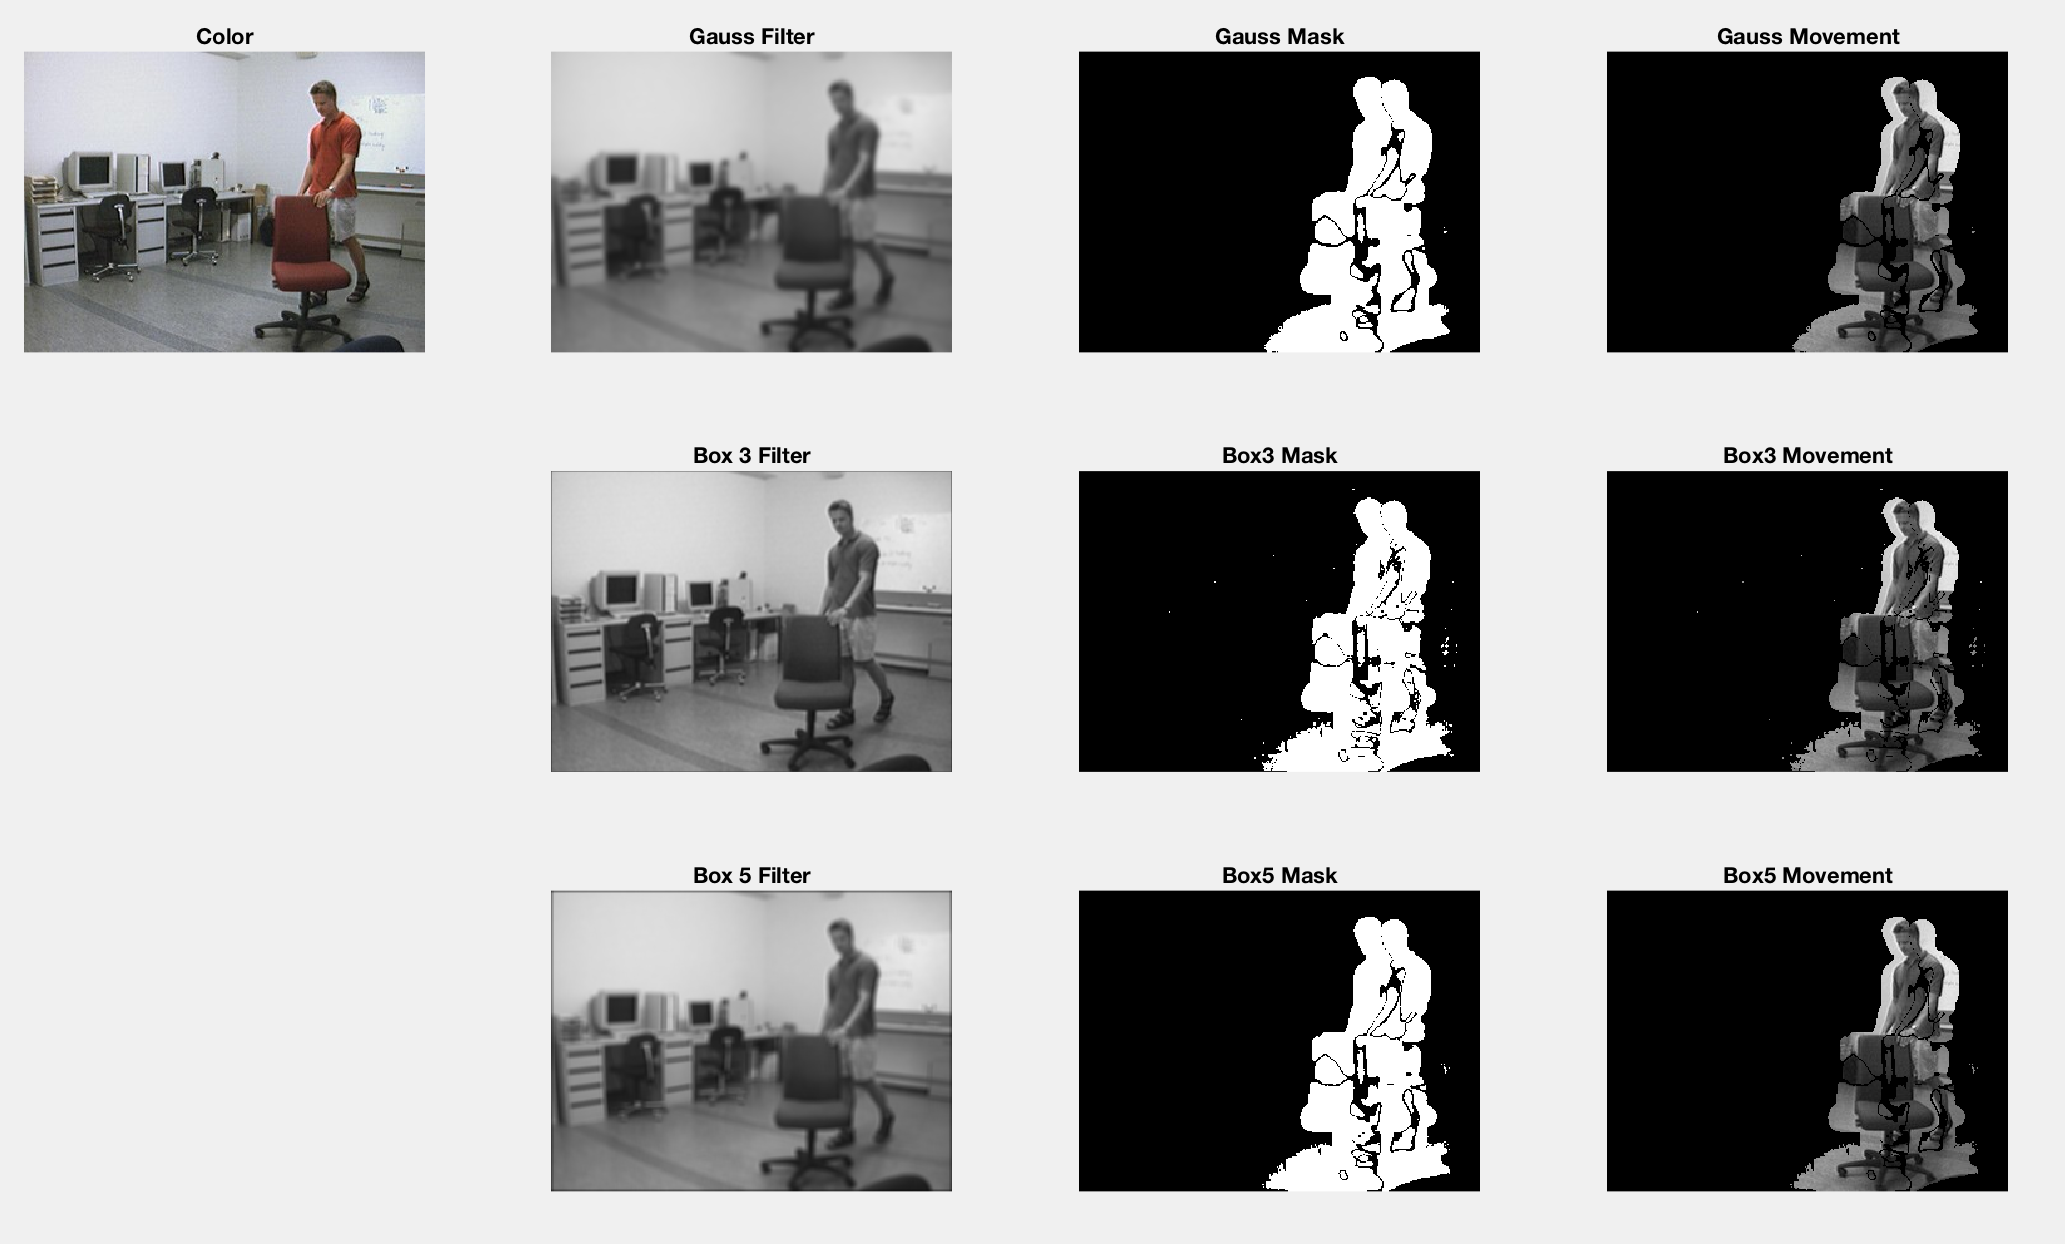 Color
Gauss Filter
Gauss Mask
Gauss Movement
Box 3 Filter
Box3 Mask
Box3 Movement
Box 5 Filter
Box5 Mask
Box5 Movement